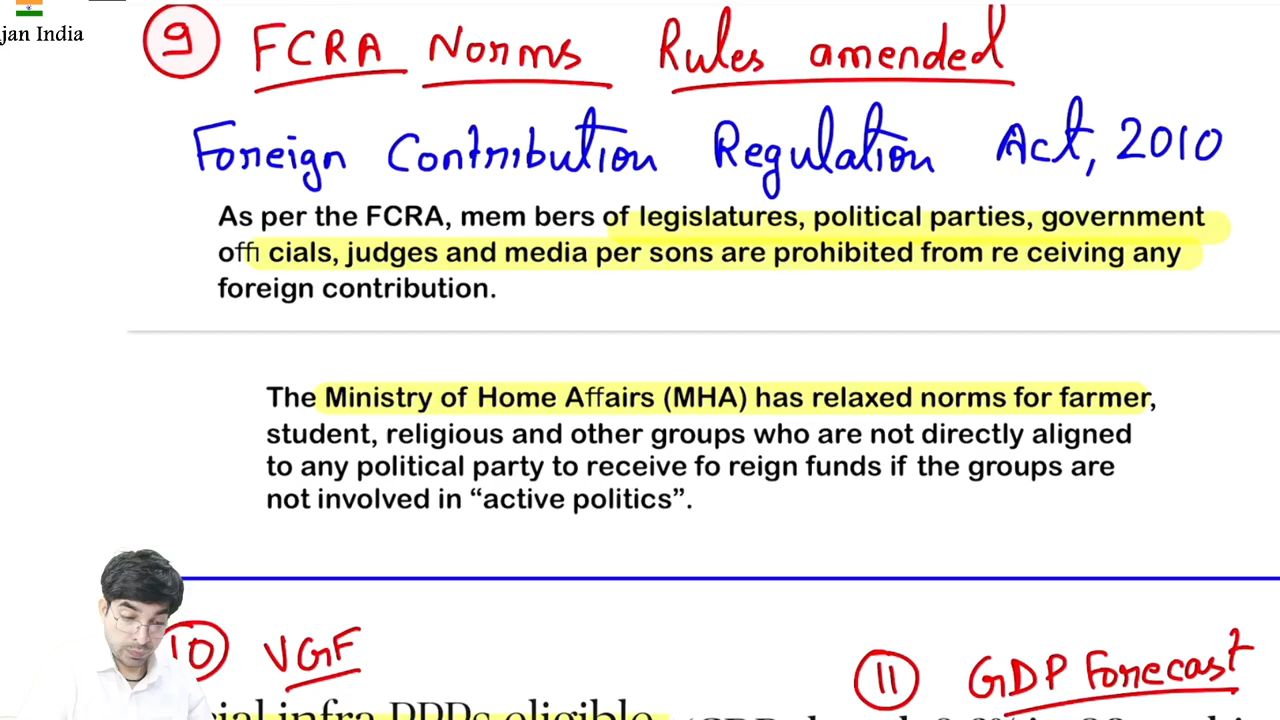 jan India
9 FCRA Norms Rules amended
Foreign Contribution Regulation Act, 2010
As per the FCRA, mem bers of legislatures, political parties, government
offi cials, judges and media per sons are prohibited from re ceiving any
foreign contribution.
The Ministry of Home Affairs (MHA) has relaxed norms for farmer,
student, religious and other groups who are not directly aligned
to any political party to receive fo reign funds if the groups are
not involved in “active politics”.
10 VGF
11 GDP Forecast
cial infra PPPs eligible